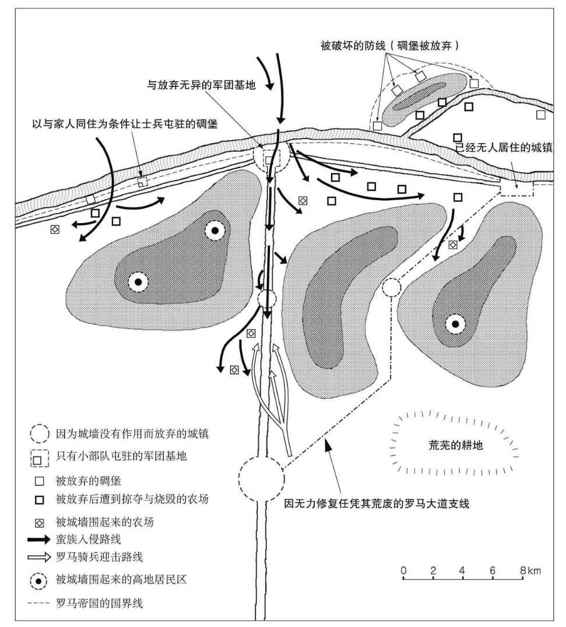 被破坏的防线（碉堡被放弃）
与放弃无异的军团基地
以与家人同住为条件让士兵屯驻的碉堡
已经无人居住的城镇
荒芜的耕地
因无力修复任凭其荒废的罗马大道支线
因为城墙没有作用而放弃的城镇
只有小部队屯驻的军团基地
被放弃的碉堡
被放弃后遭到掠夺与烧毁的农场
被城墙围起来的农场
蛮族入侵路线
罗马骑兵迎击路线
被城墙围起来的高地居民区
罗马帝国的国界线
0 2 4 6 8km